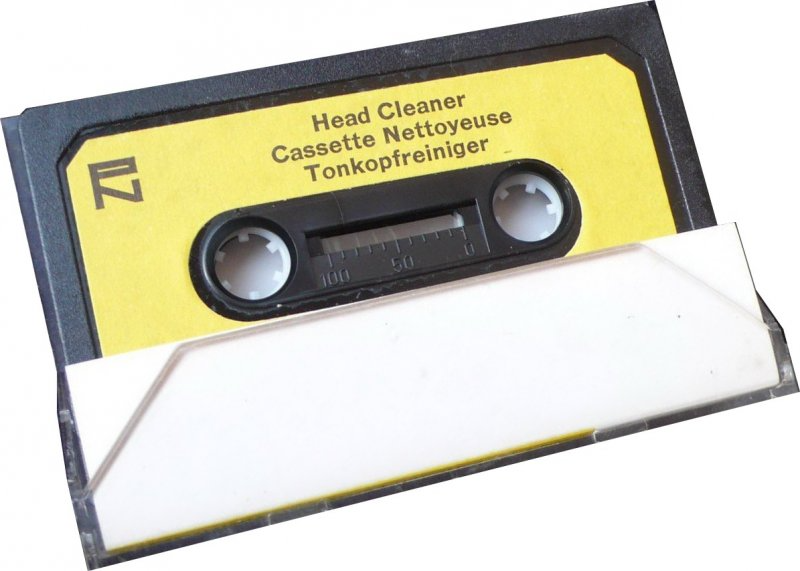 Head Cleaner
Cassette Nettoyeuse
Tonkopfreiniger
100 50 0